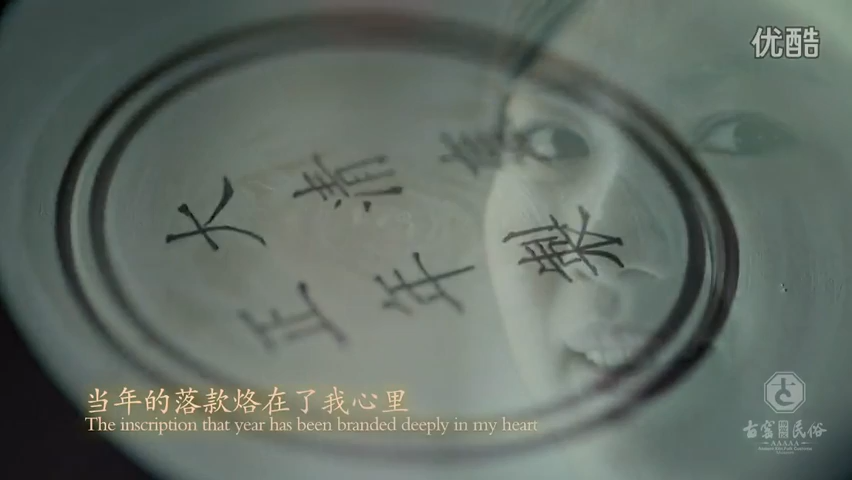 优酷
大清雍
正年製
当年的落款烙在了我心里
The inscription that year has been branded deeply in my heart
古窑民俗
AAAAA